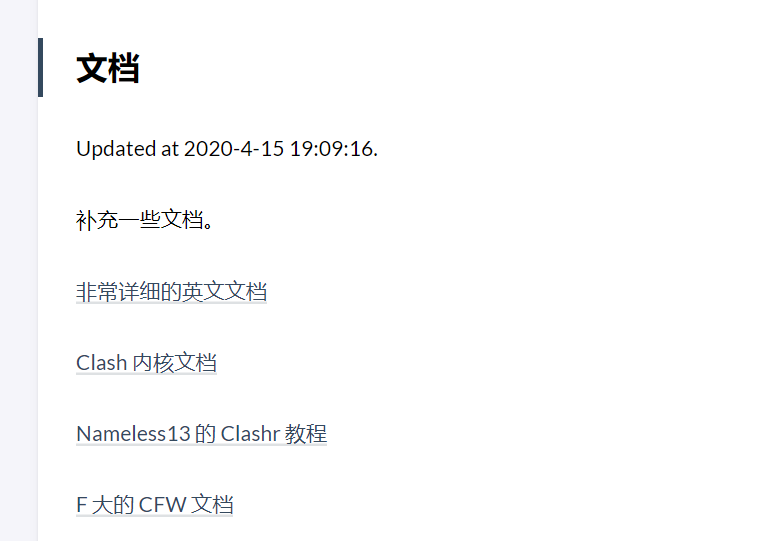 文档
Updated at 2020-4-15 19:09:16.
补充一些文档。
非常详细的英文文档
Clash 内核文档
Nameless13 的 Clashr 教程
F 大的 CFW 文档